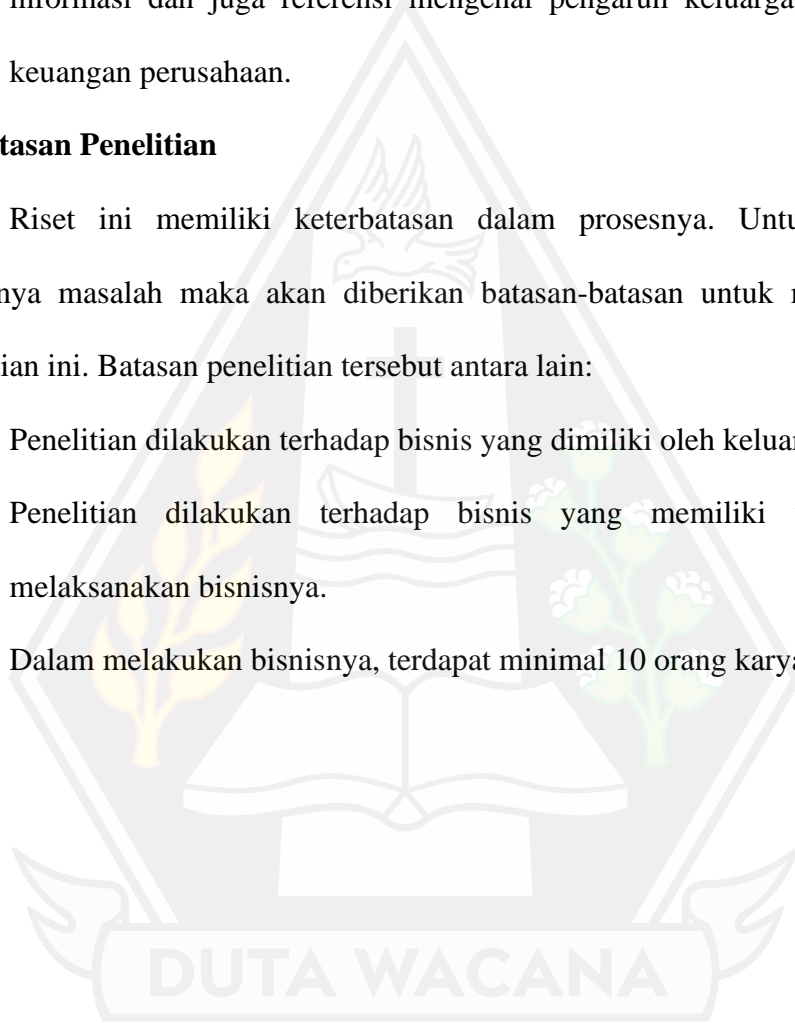 informasi dan juga referensi mengenai pengaruh keluarga
keuangan perusahaan.
tasan Penelitian
Riset ini memiliki keterbatasan dalam prosesnya. Untu
nya masalah maka akan diberikan batasan-batasan untuk
tian ini. Batasan penelitian tersebut antara lain:
Penelitian dilakukan terhadap bisnis yang dimiliki oleh keluar
Penelitian dilakukan terhadap bisnis yang memiliki
melaksanakan bisnisnya.
Dalam melakukan bisnisnya, terdapat minimal 10 orang karya
DUTA WACANA